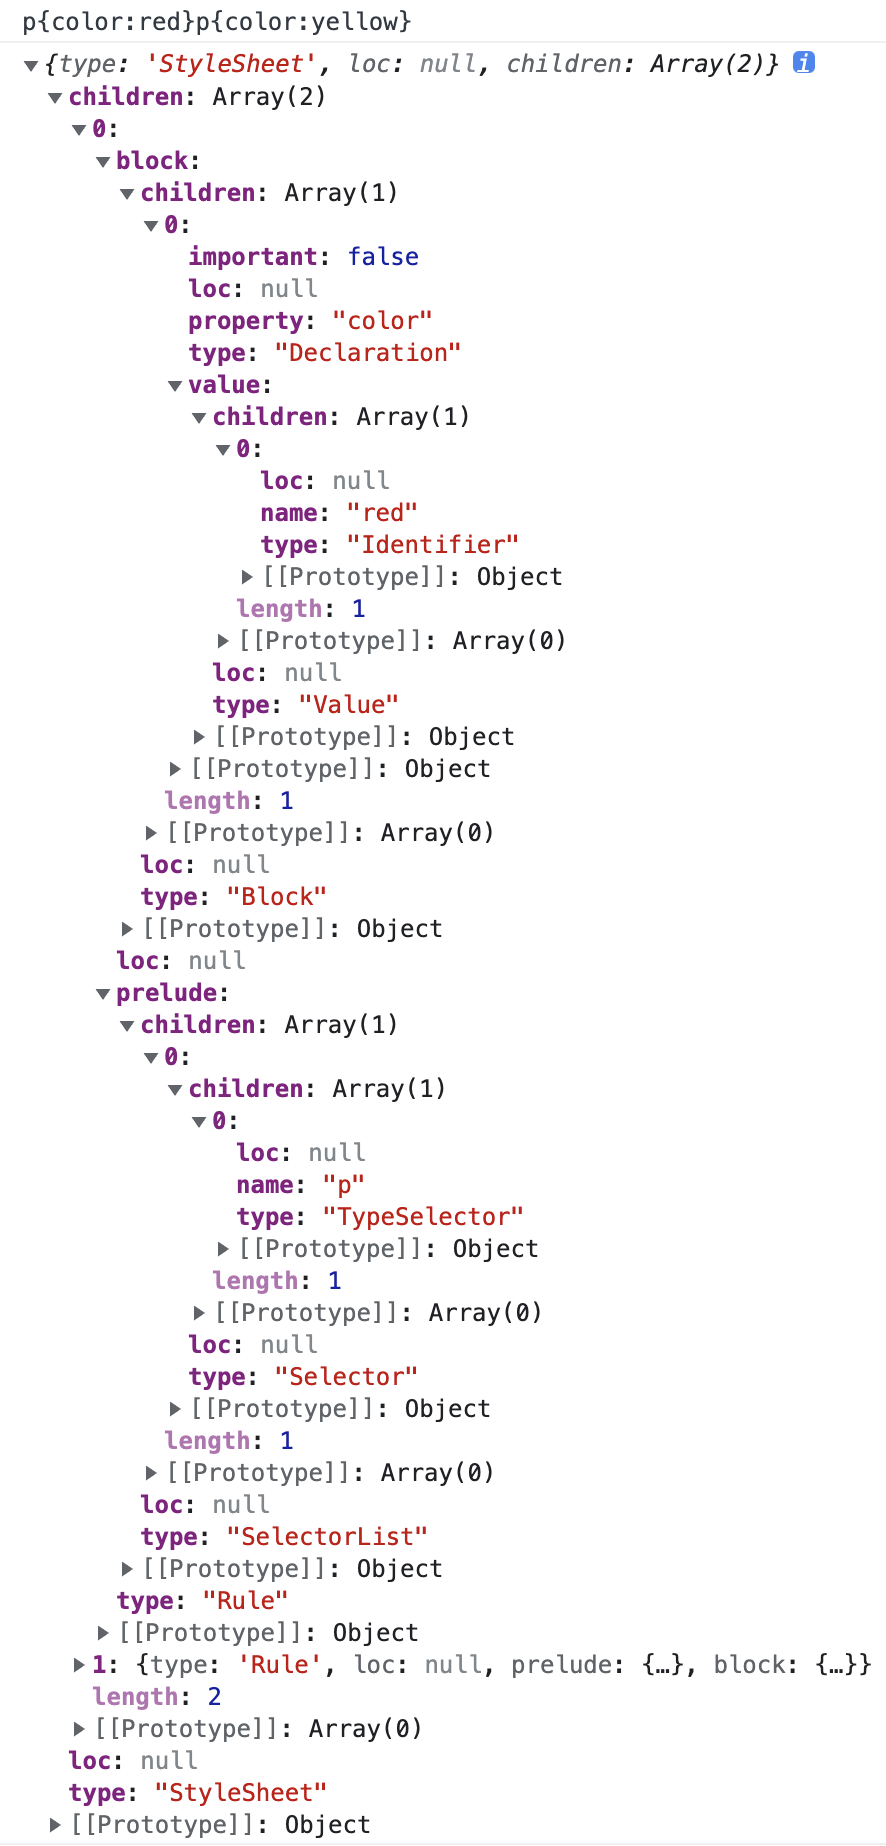 p{color:red}p{color:yellow}
▼{type: 'StyleSheet', loc: null, children: Array(2)} i
▼children: Array(2)
▼0:
▼block:
▼children: Array(1)
▼0:
important: false
loc: null
property: "color"
type: "Declaration"
▼value:
▼children: Array(1)
▼0:
loc: null
name: "red"
type: "Identifier"
▶[[Prototype]]: Object
length: 1
▶[[Prototype]]: Array(0)
loc: null
type: "Value"
▶[[Prototype]]: Object
▶[[Prototype]]: Object
length: 1
▶[[Prototype]]: Array(0)
loc: null
type: "Block"
▶[[Prototype]]: Object
loc: null
▼prelude:
▼children: Array(1)
▼0:
▼children: Array(1)
▼0:
loc: null
name: "p"
type: "TypeSelector"
▶[[Prototype]]: Object
length: 1
▶[[Prototype]]: Array(0)
loc: null
type: "Selector"
▶[[Prototype]]: Object
length: 1
▶[[Prototype]]: Array(0)
loc: null
type: "SelectorList"
▶[[Prototype]]: Object
type: "Rule"
▶[[Prototype]]: Object
▶1: {type: 'Rule', loc: null, prelude: {…}, block: {…}}
length: 2
▶[[Prototype]]: Array(0)
loc: null
type: "StyleSheet"
▶[[Prototype]]: Object